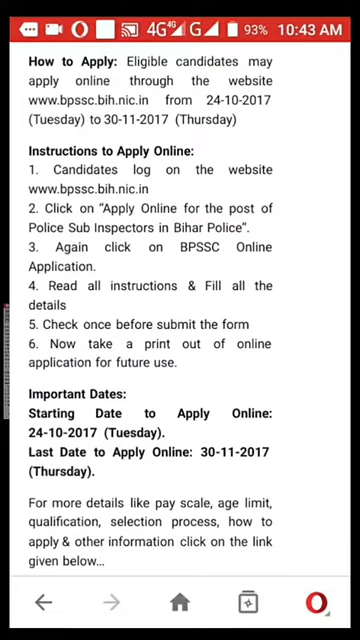 4G 4G G 93% 10:43 AM
How to Apply: Eligible candidates may
apply online through the website
www.bpssc.bih.nic.in from 24-10-2017
(Tuesday) to 30-11-2017 (Thursday)
Instructions to Apply Online:
1. Candidates log on the website
www.bpssc.bih.nic.in
2. Click on “Apply Online for the post of
Police Sub Inspectors in Bihar Police”.
3. Again click on BPSSC Online
Application.
4. Read all instructions & Fill all the
details
5. Check once before submit the form
6. Now take a print out of online
application for future use.
Important Dates:
Starting Date to Apply Online:
24-10-2017 (Tuesday).
Last Date to Apply Online: 30-11-2017
(Thursday).
For more details like pay scale, age limit,
qualification, selection process, how to
apply & other information click on the link
given below...